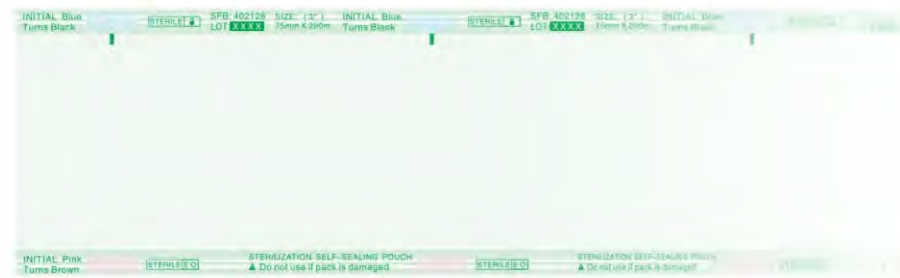 INITIAL Blue
Turns Black
STERILE
SFB: 402128 SIZE: (3")
LOT XXXX 75mm X 200m
INITIAL Blue
Turns Black
STERILE
SFB: 402128 SIZE: (3")
LOT XXXX 75mm X 200m
INITIAL Blue
Turns Black
INITIAL Pink
Turns Brown
STERILE EO
STERILIZATION SELF-SEALING POUCH
Do not use if pack is damaged
STERILE EO
STERILIZATION SELF-SEALING POUCH
Do not use if pack is damaged